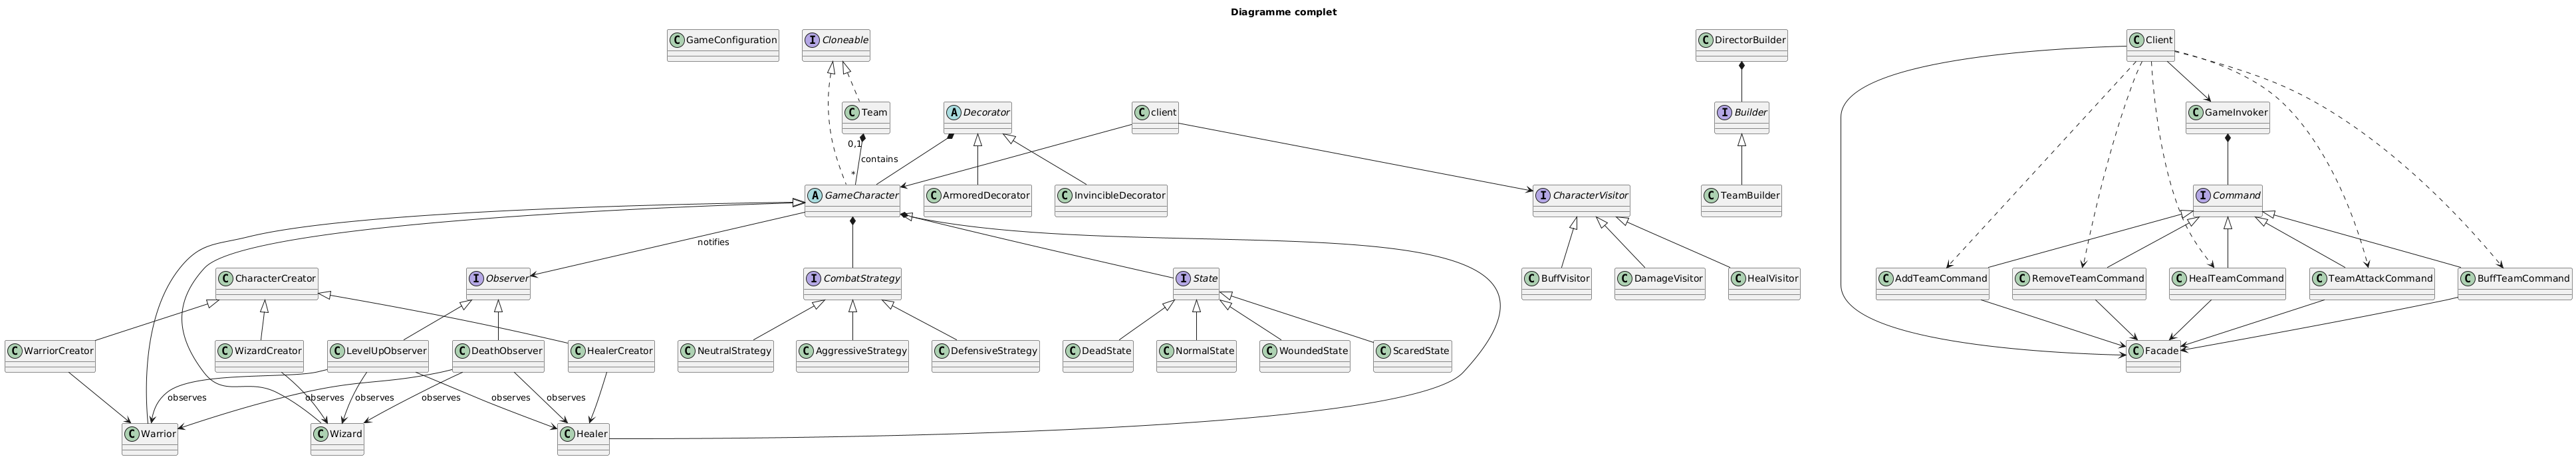 Diagramme complet
C GameConfiguration
I Cloneable
C DirectorBuilder
C Client
C Team
A Decorator
C client
I Builder
C GameInvoker
0,1
contains
*
A GameCharacter
C ArmoredDecorator
C InvincibleDecorator
I CharacterVisitor
C TeamBuilder
I Command
notifies
C CharacterCreator
I Observer
I CombatStrategy
I State
C BuffVisitor
C DamageVisitor
C HealVisitor
C AddTeamCommand
C RemoveTeamCommand
C HealTeamCommand
C TeamAttackCommand
C BuffTeamCommand
C WarriorCreator
C WizardCreator
C LevelUpObserver
C DeathObserver
C HealerCreator
C NeutralStrategy
C AggressiveStrategy
C DefensiveStrategy
C DeadState
C NormalState
C WoundedState
C ScaredState
C Facade
observes
observes
observes
observes
observes
observes
C Warrior
C Wizard
C Healer